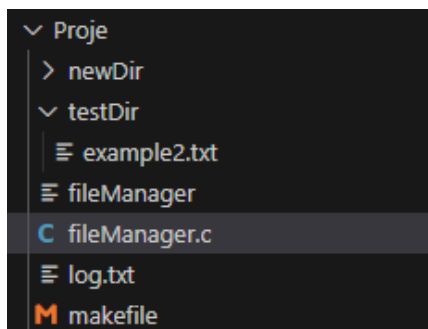 Proje
newDir
testDir
example2.txt
fileManager
C fileManager.c
log.txt
M makefile